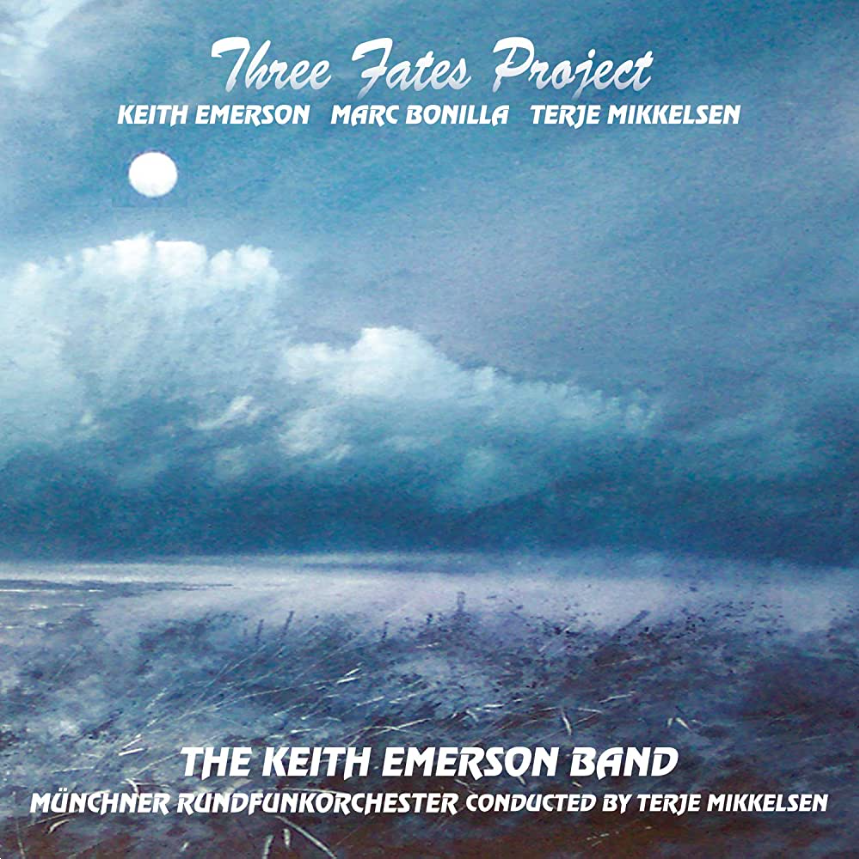 Three Fates Project
KEITH EMERSON MARC BONILLA TERJE MIKKELSEN
THE KEITH EMERSON BAND
MÜNCHNER RUNDFUNKORCHESTER CONDUCTED BY TERJE MIKKELSEN